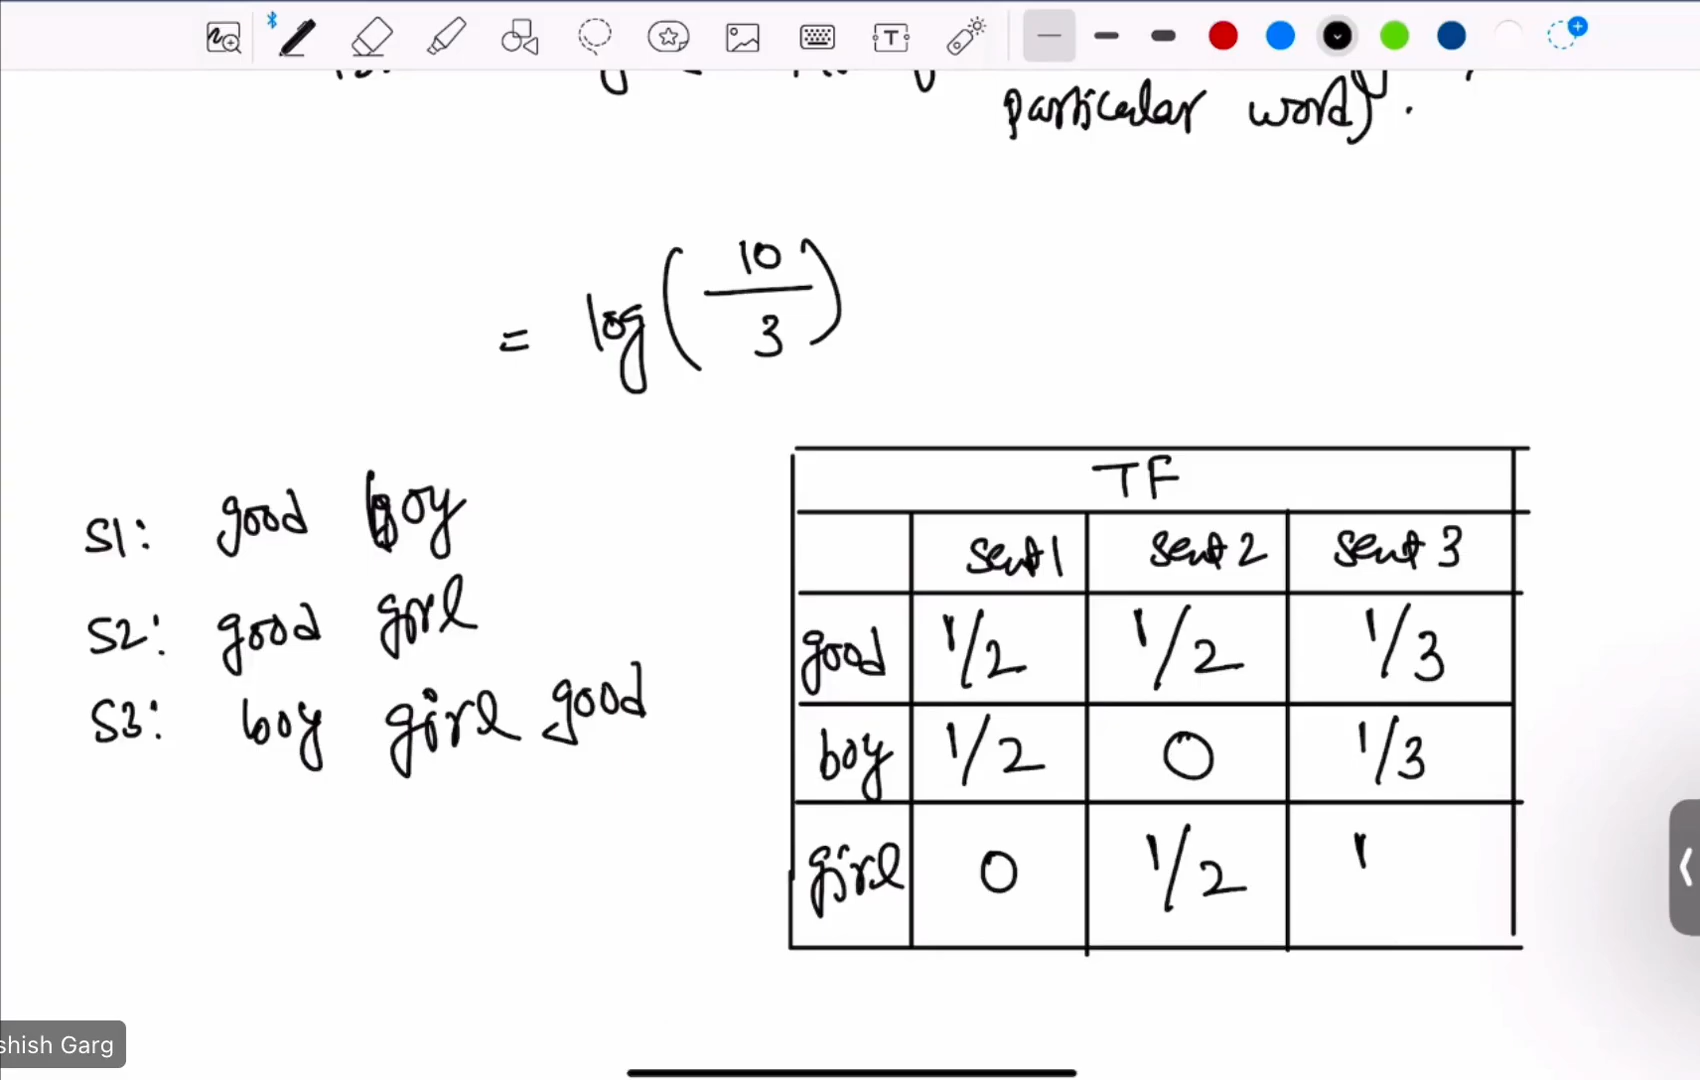 particular word).
= log(10/3)
S1: good boy
S2: good girl
S3: boy girl good
TF
sent 1 sent 2 sent 3
good 1/2 1/2 1/3
boy 1/2 0 1/3
girl 0 1/2 1
shish Garg